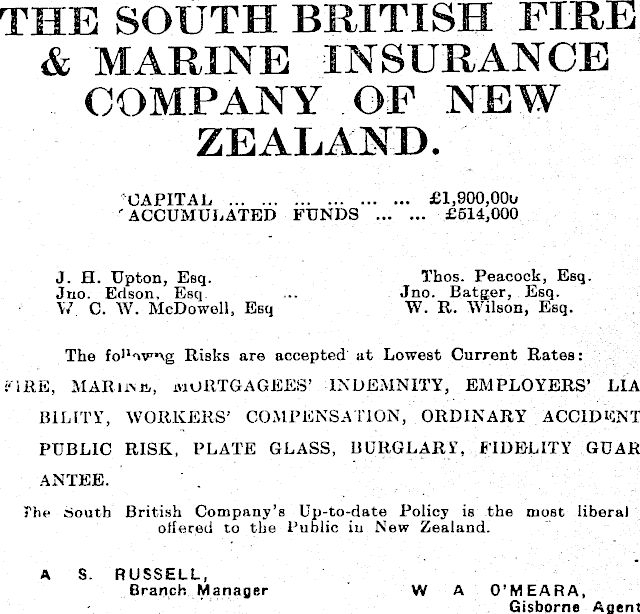 THE SOUTH BRITISH FIRE
& MARINE INSURANCE
COMPANY OF NEW
ZEALAND.
CAPITAL ... ... ... ... ... ... £1,900,000
ACCUMULATED FUNDS ... ... £514,000
J. H. Upton, Esq. Thos. Peacock, Esq.
Jno. Edson, Esq ... Jno. Batger, Esq.
W. C. W. McDowell, Esq W. R. Wilson, Esq.
The following Risks are accepted at Lowest Current Rates:
FIRE, MARINE, MORTGAGEES' INDEMNITY, EMPLOYERS' LIA
BILITY, WORKERS' COMPENSATION, ORDINARY ACCIDENT
PUBLIC RISK, PLATE GLASS, BURGLARY, FIDELITY GUAR
ANTEE.
The South British Company's Up-to-date Policy is the most liberal
offered to the Public in New Zealand.
A S. RUSSELL,
Branch Manager
W A O'MEARA,
Gisborne Agent